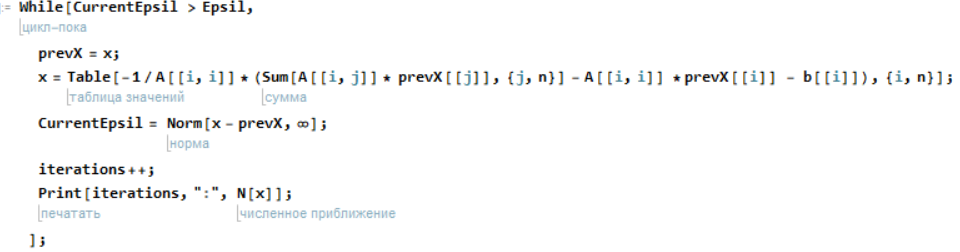 := While[CurrentEpsil > Epsil,
цикл–пока
prevX = x;
x = Table[-1 / A[[i, i]] * (Sum[A[[i, j]] * prevX[[j]], {j, n}] - A[[i, i]] * prevX[[i]] - b[[i]]), {i, n}];
таблица значений сумма
CurrentEpsil = Norm[x - prevX, ∞];
норма
iterations++;
Print[iterations, ":", N[x]];
печатать численное приближение
];